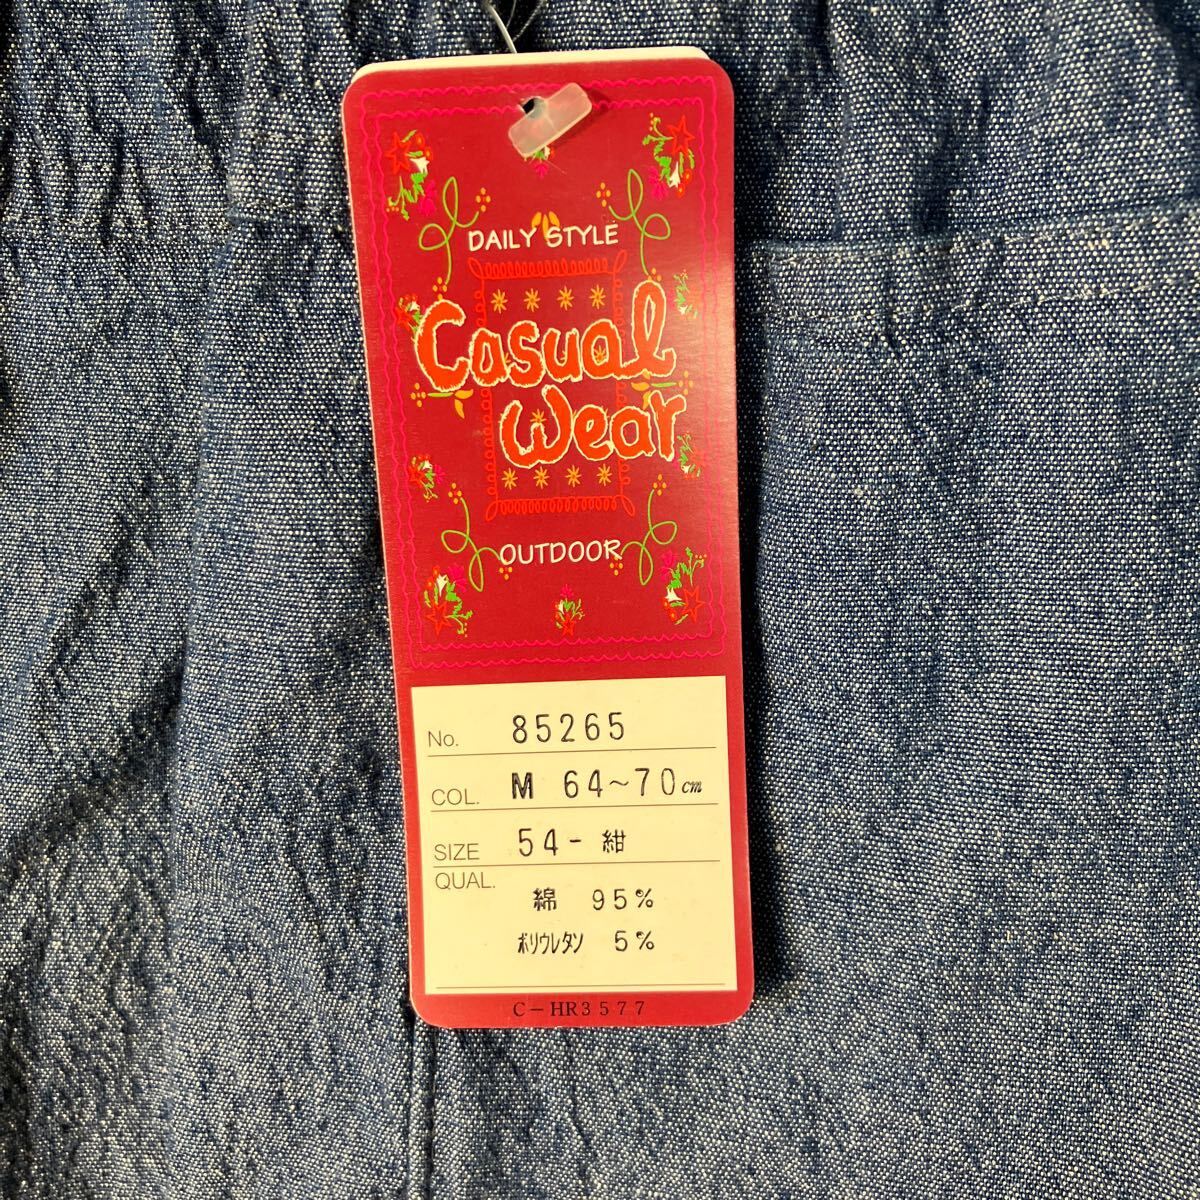 DAILY STYLE
Casual
Wear
OUTDOOR
No. 85265
COL. M 64~70cm
SIZE 54- 紺
QUAL.
綿 95%
ポリウレタン 5%
C-HR3577